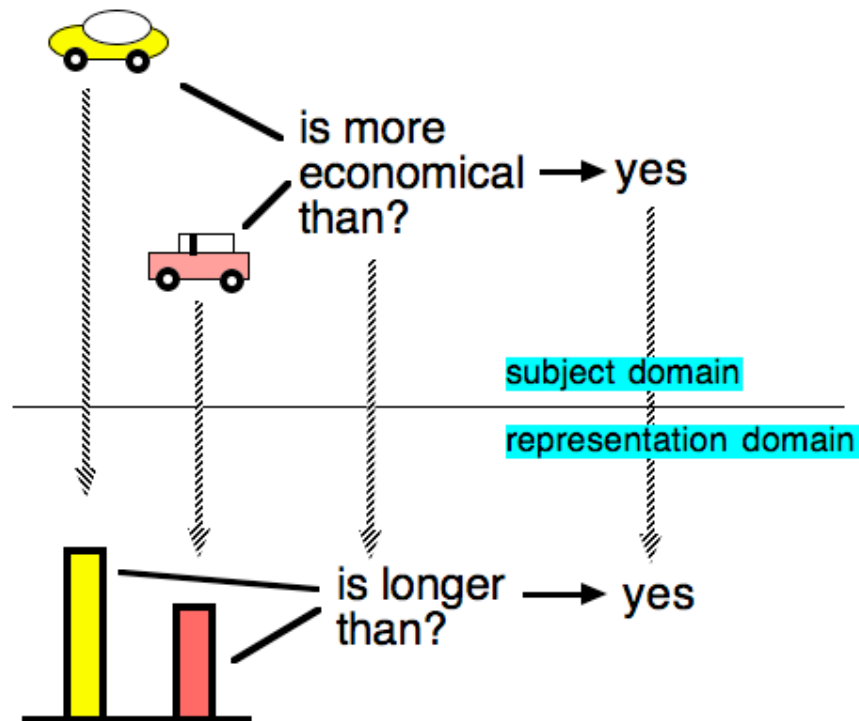 is more
economical
than?
yes
subject domain
representation domain
is longer
than?
yes